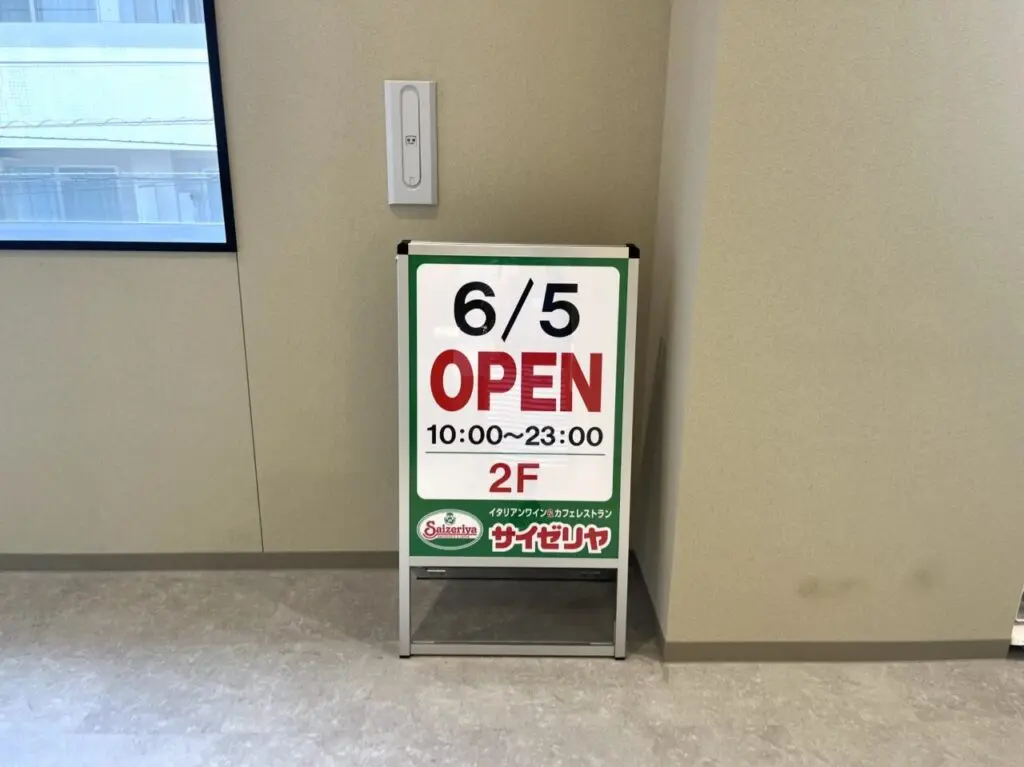 6/5
OPEN
10:00〜23:00
2F
イタリアンワイン&カフェレストラン
Saizeriya
サイゼリヤ